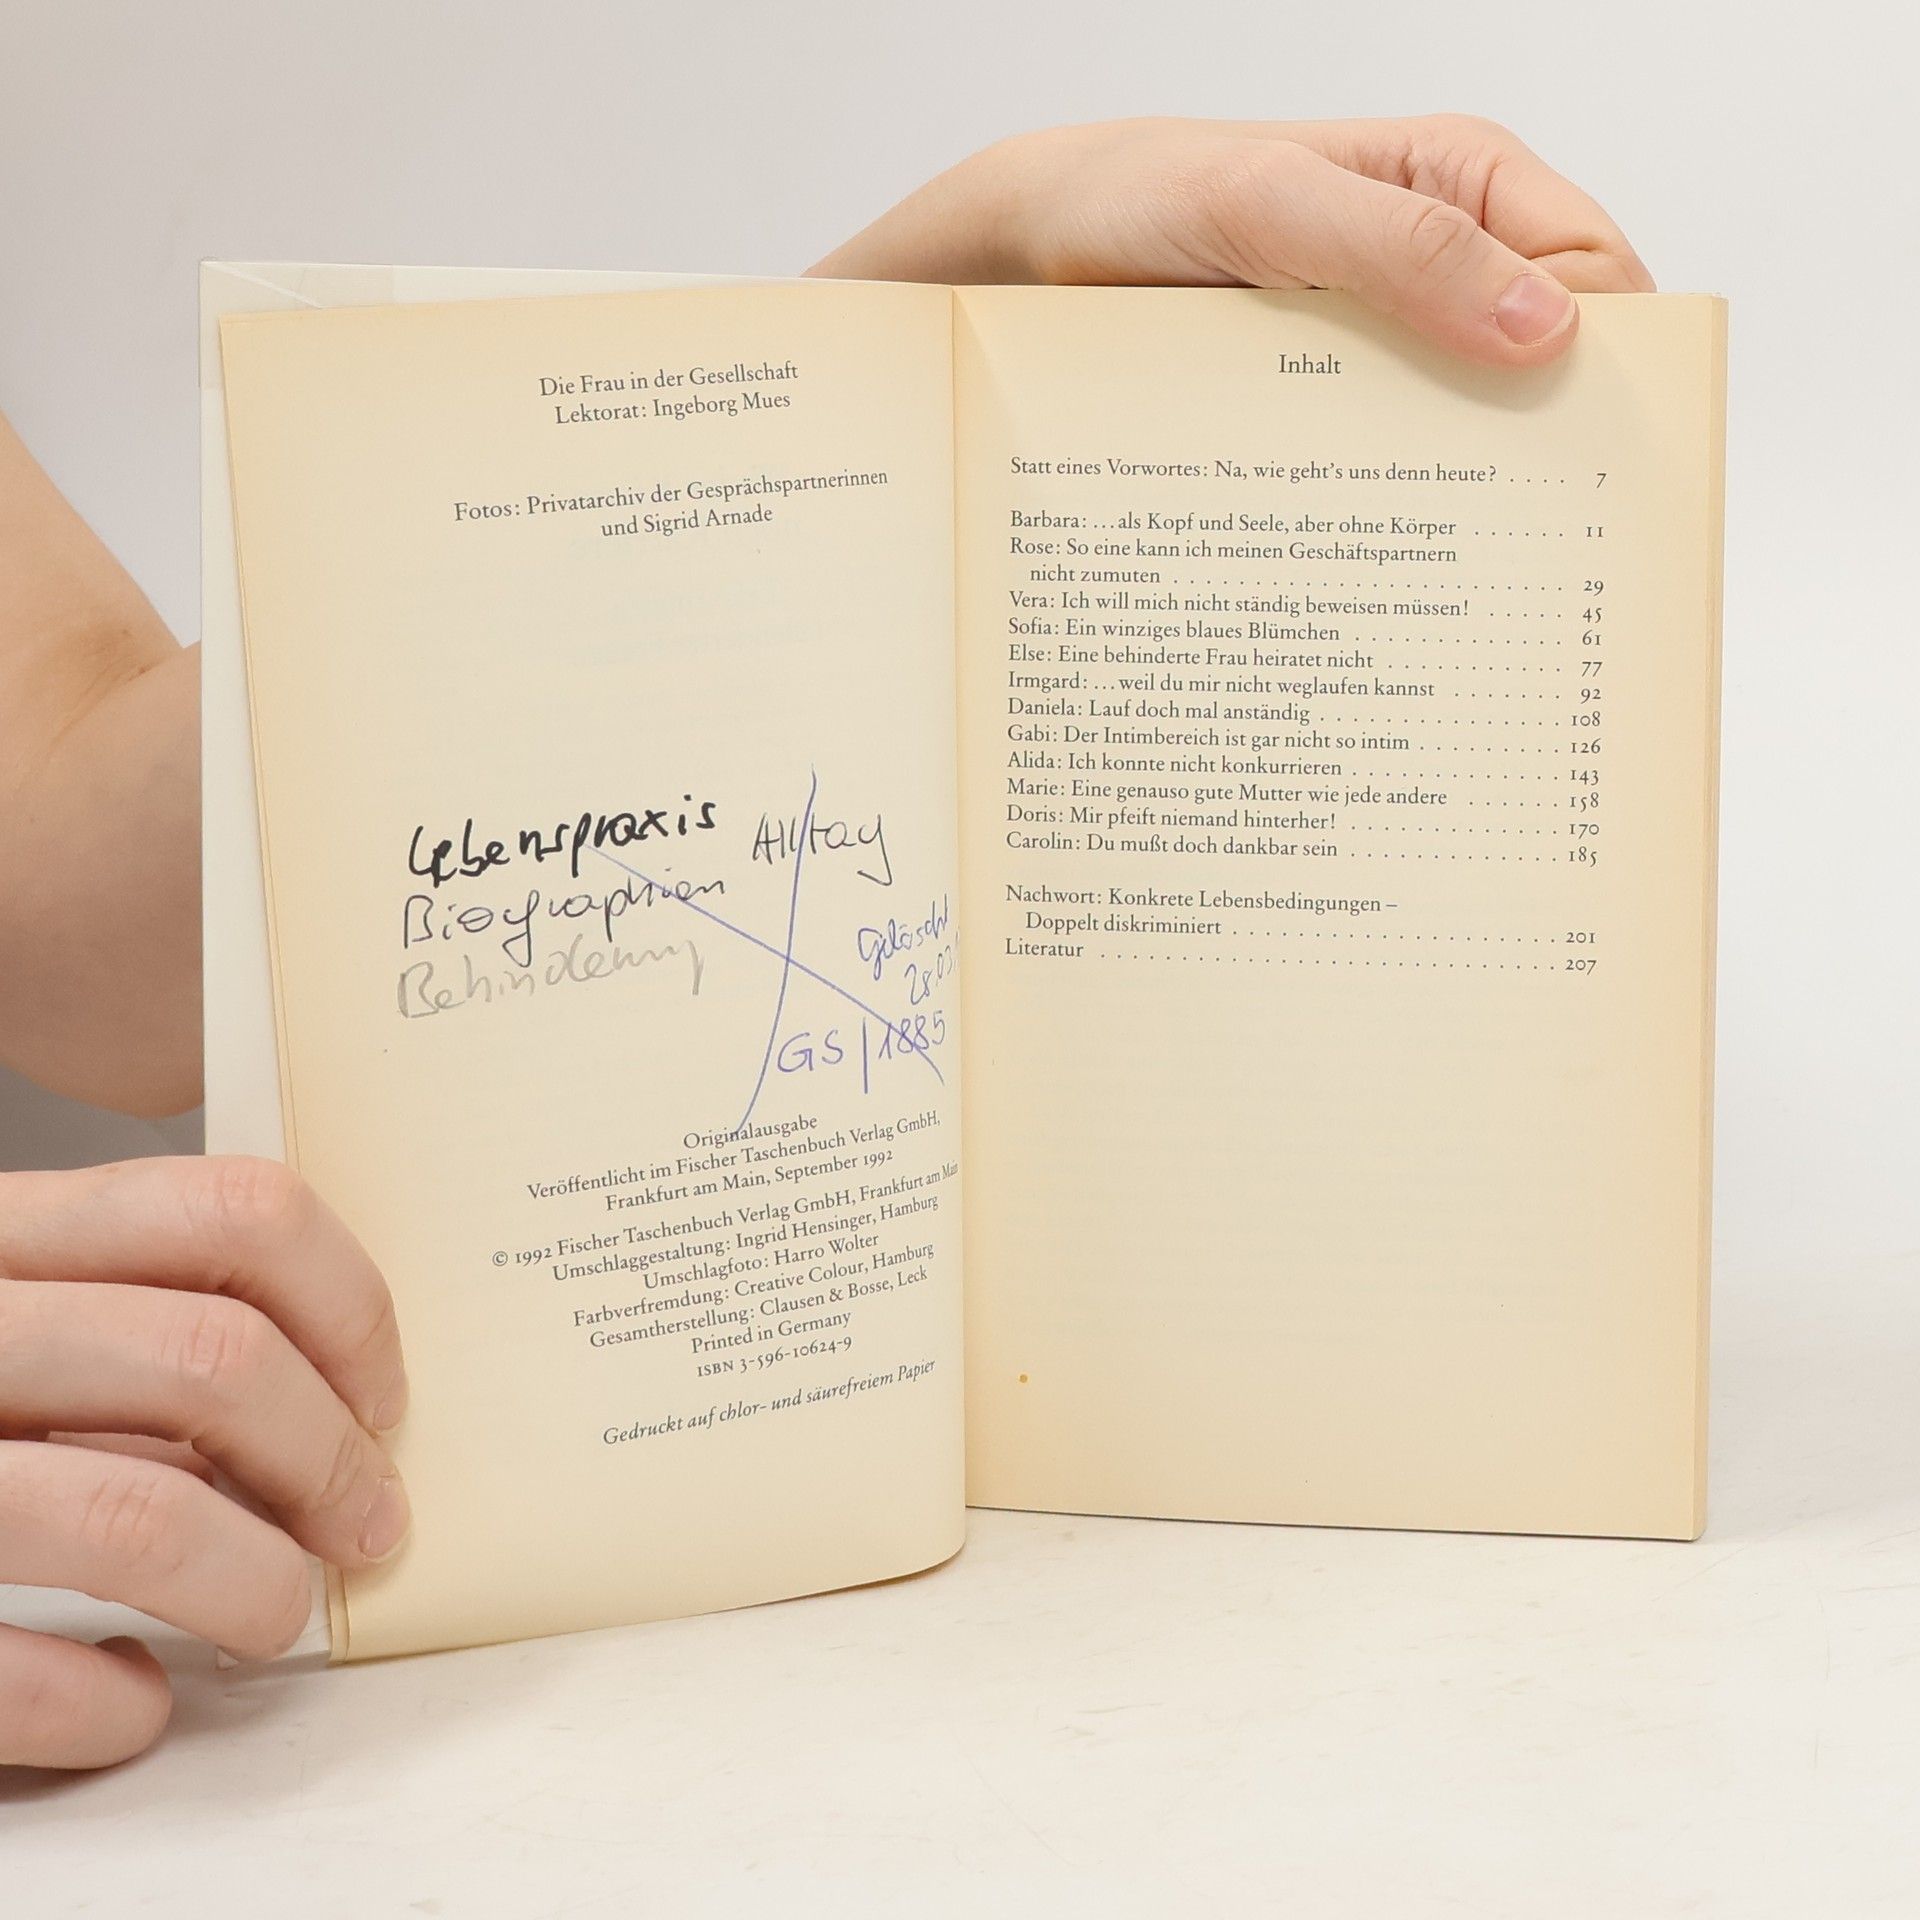 Die Frau in der Gesellschaft
Lektorat: Ingeborg Mues
Fotos: Privatarchiv der Gesprächspartnerinnen
und Sigrid Arnade
Lebenspraxis Alltag
Biographien
Behinderung
Gelöscht
28.03.
GS | 1885
Originalausgabe
Veröffentlicht im Fischer Taschenbuch Verlag GmbH,
Frankfurt am Main, September 1992
© 1992 Fischer Taschenbuch Verlag GmbH, Frankfurt am Main
Umschlaggestaltung: Ingrid Hensinger, Hamburg
Umschlagfoto: Harro Wolter
Farbverfremdung: Creative Colour, Hamburg
Gesamtherstellung: Clausen & Bosse, Leck
Printed in Germany
ISBN 3-596-10624-9
Gedruckt auf chlor- und säurefreiem Papier
Inhalt
Statt eines Vorwortes: Na, wie geht's uns denn heute? . . . . 7
Barbara: ...als Kopf und Seele, aber ohne Körper . . . . . . 11
Rose: So eine kann ich meinen Geschäftspartnern
nicht zumuten . . . . . . . . . . . . . . . . . . . . . . . . 29
Vera: Ich will mich nicht ständig beweisen müssen! . . . . . 45
Sofia: Ein winziges blaues Blümchen . . . . . . . . . . . . . 61
Else: Eine behinderte Frau heiratet nicht . . . . . . . . . . . 77
Irmgard: ...weil du mir nicht weglaufen kannst . . . . . . . 92
Daniela: Lauf doch mal anständig . . . . . . . . . . . . . . . 108
Gabi: Der Intimbereich ist gar nicht so intim . . . . . . . . . 126
Alida: Ich konnte nicht konkurrieren . . . . . . . . . . . . . 143
Marie: Eine genauso gute Mutter wie jede andere . . . . . . 158
Doris: Mir pfeift niemand hinterher! . . . . . . . . . . . . . 170
Carolin: Du mußt doch dankbar sein . . . . . . . . . . . . . 185
Nachwort: Konkrete Lebensbedingungen –
Doppelt diskriminiert . . . . . . . . . . . . . . . . . . . . . 201
Literatur . . . . . . . . . . . . . . . . . . . . . . . . . . . . 207